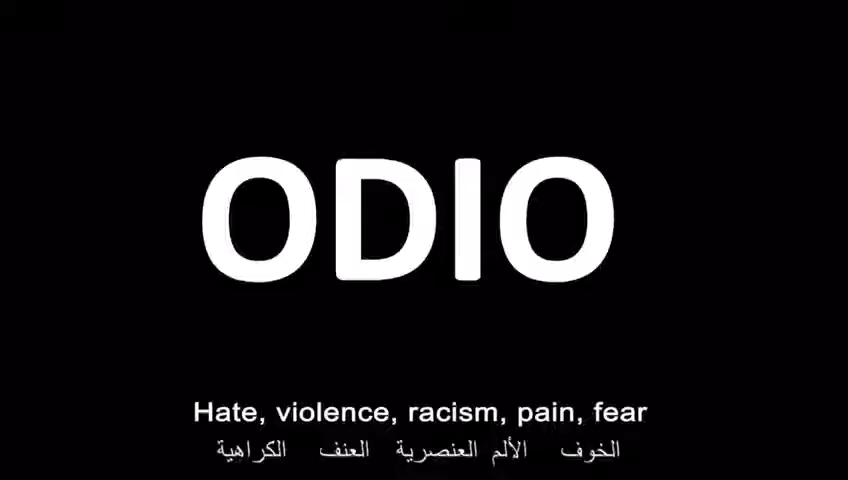 ODIO
Hate, violence, racism, pain, fear
الخوف الألم العنصرية العنف الكراهية